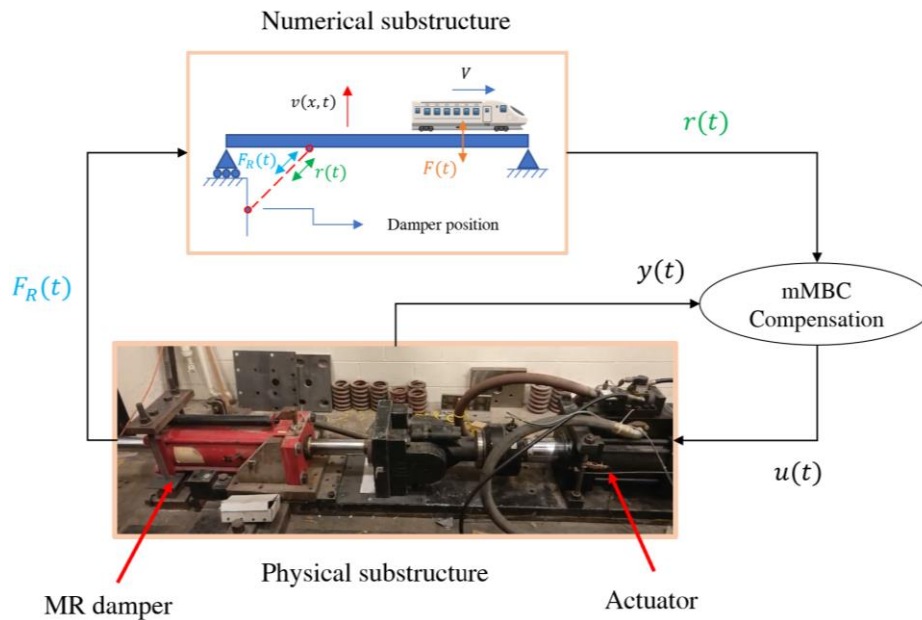 Numerical substructure
V
v(x,t)
r(t)
F_R(t)
r(t)
F(t)
Damper position
F_R(t)
y(t)
mMBC
Compensation
u(t)
Physical substructure
MR damper
Actuator